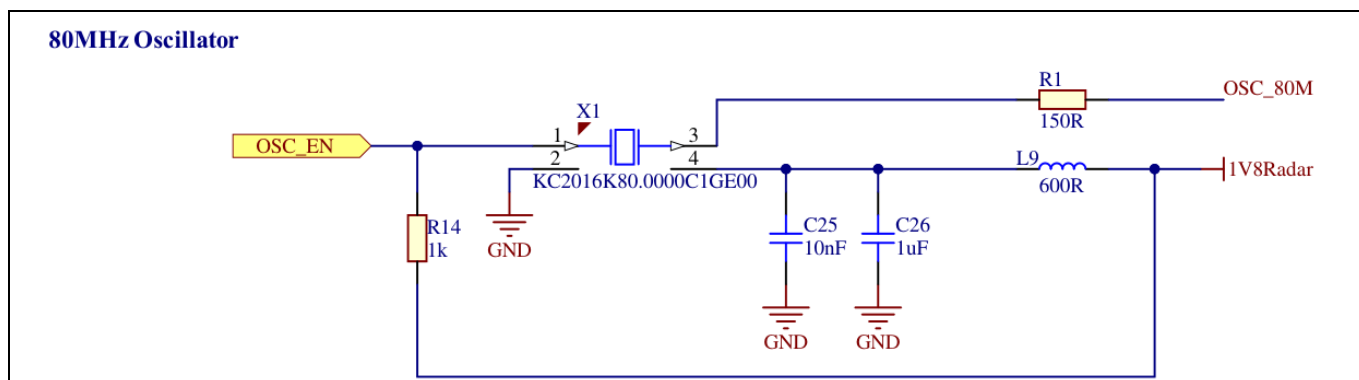 80MHz Oscillator
R1
OSC_80M
150R
X1
OSC_EN
1
3
2
4
KC2016K80.0000C1GE00
L9
600R
1V8Radar
R14
1k
GND
C25
10nF
C26
1uF
GND
GND